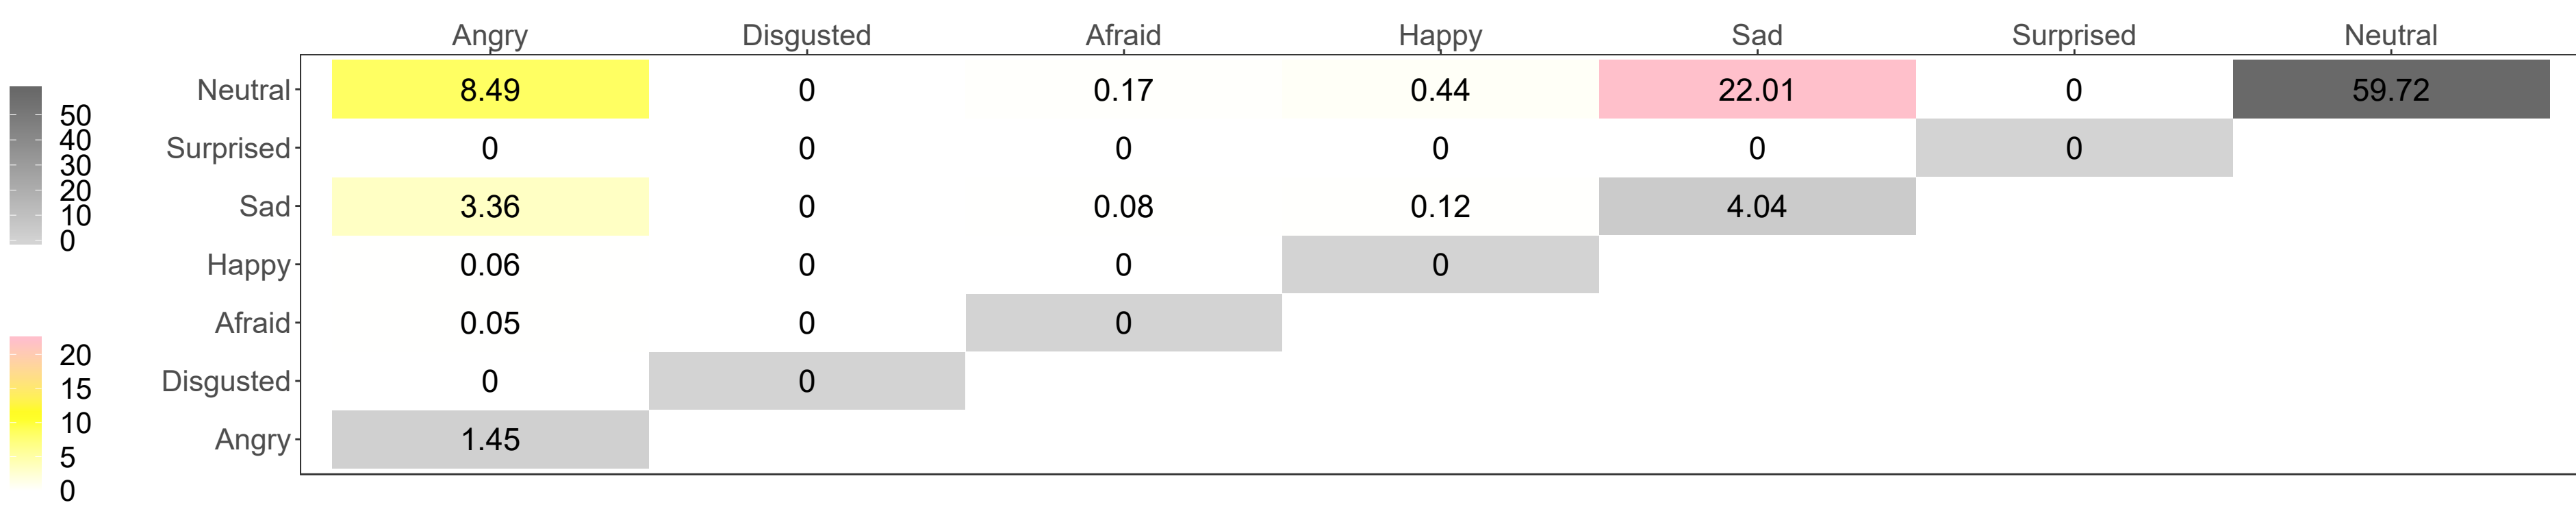 Angry Disgusted Afraid Happy Sad Surprised Neutral
Neutral 8.49 0 0.17 0.44 22.01 0 59.72
Surprised 0 0 0 0 0 0
Sad 3.36 0 0.08 0.12 4.04
Happy 0.06 0 0 0
Afraid 0.05 0 0
Disgusted 0 0
Angry 1.45
50
40
30
20
10
0
20
15
10
5
0